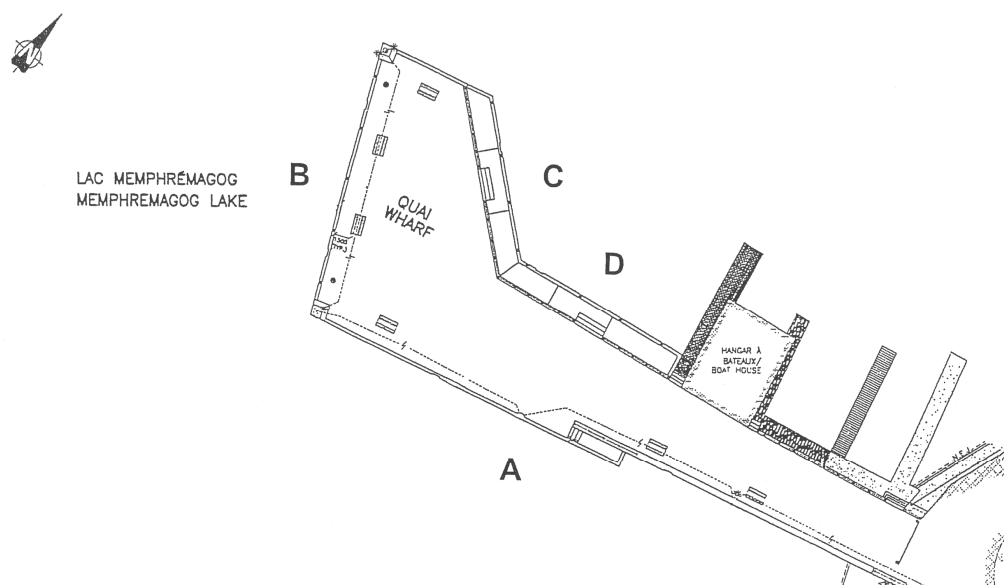 N
LAC MEMPHRÉMAGOG
MEMPHREMAGOG LAKE
B
C
QUAI
WHARF
D
HANGAR À
BATEAUX/
BOAT HOUSE
A